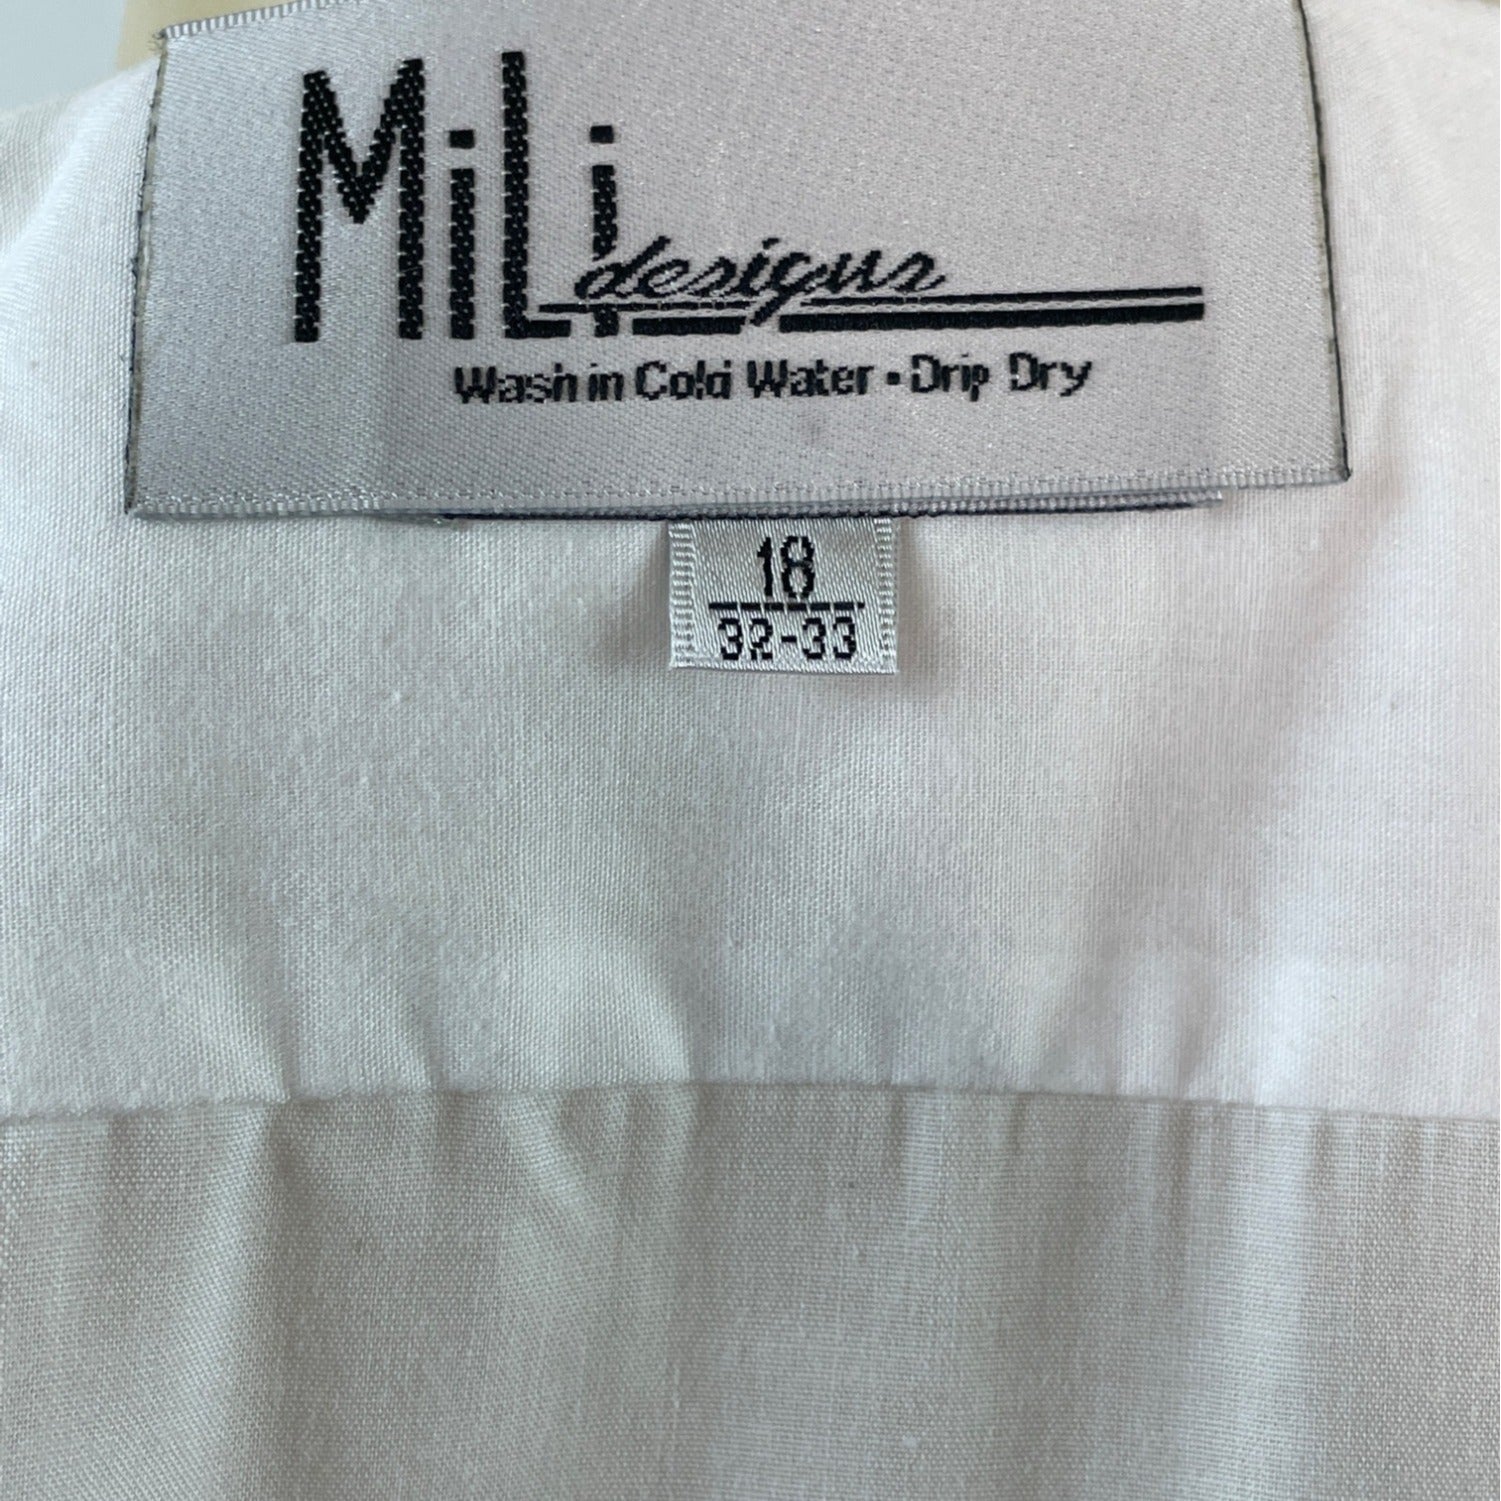 MiLi
designs
Wash in Cold Water • Drip Dry
18
32-33